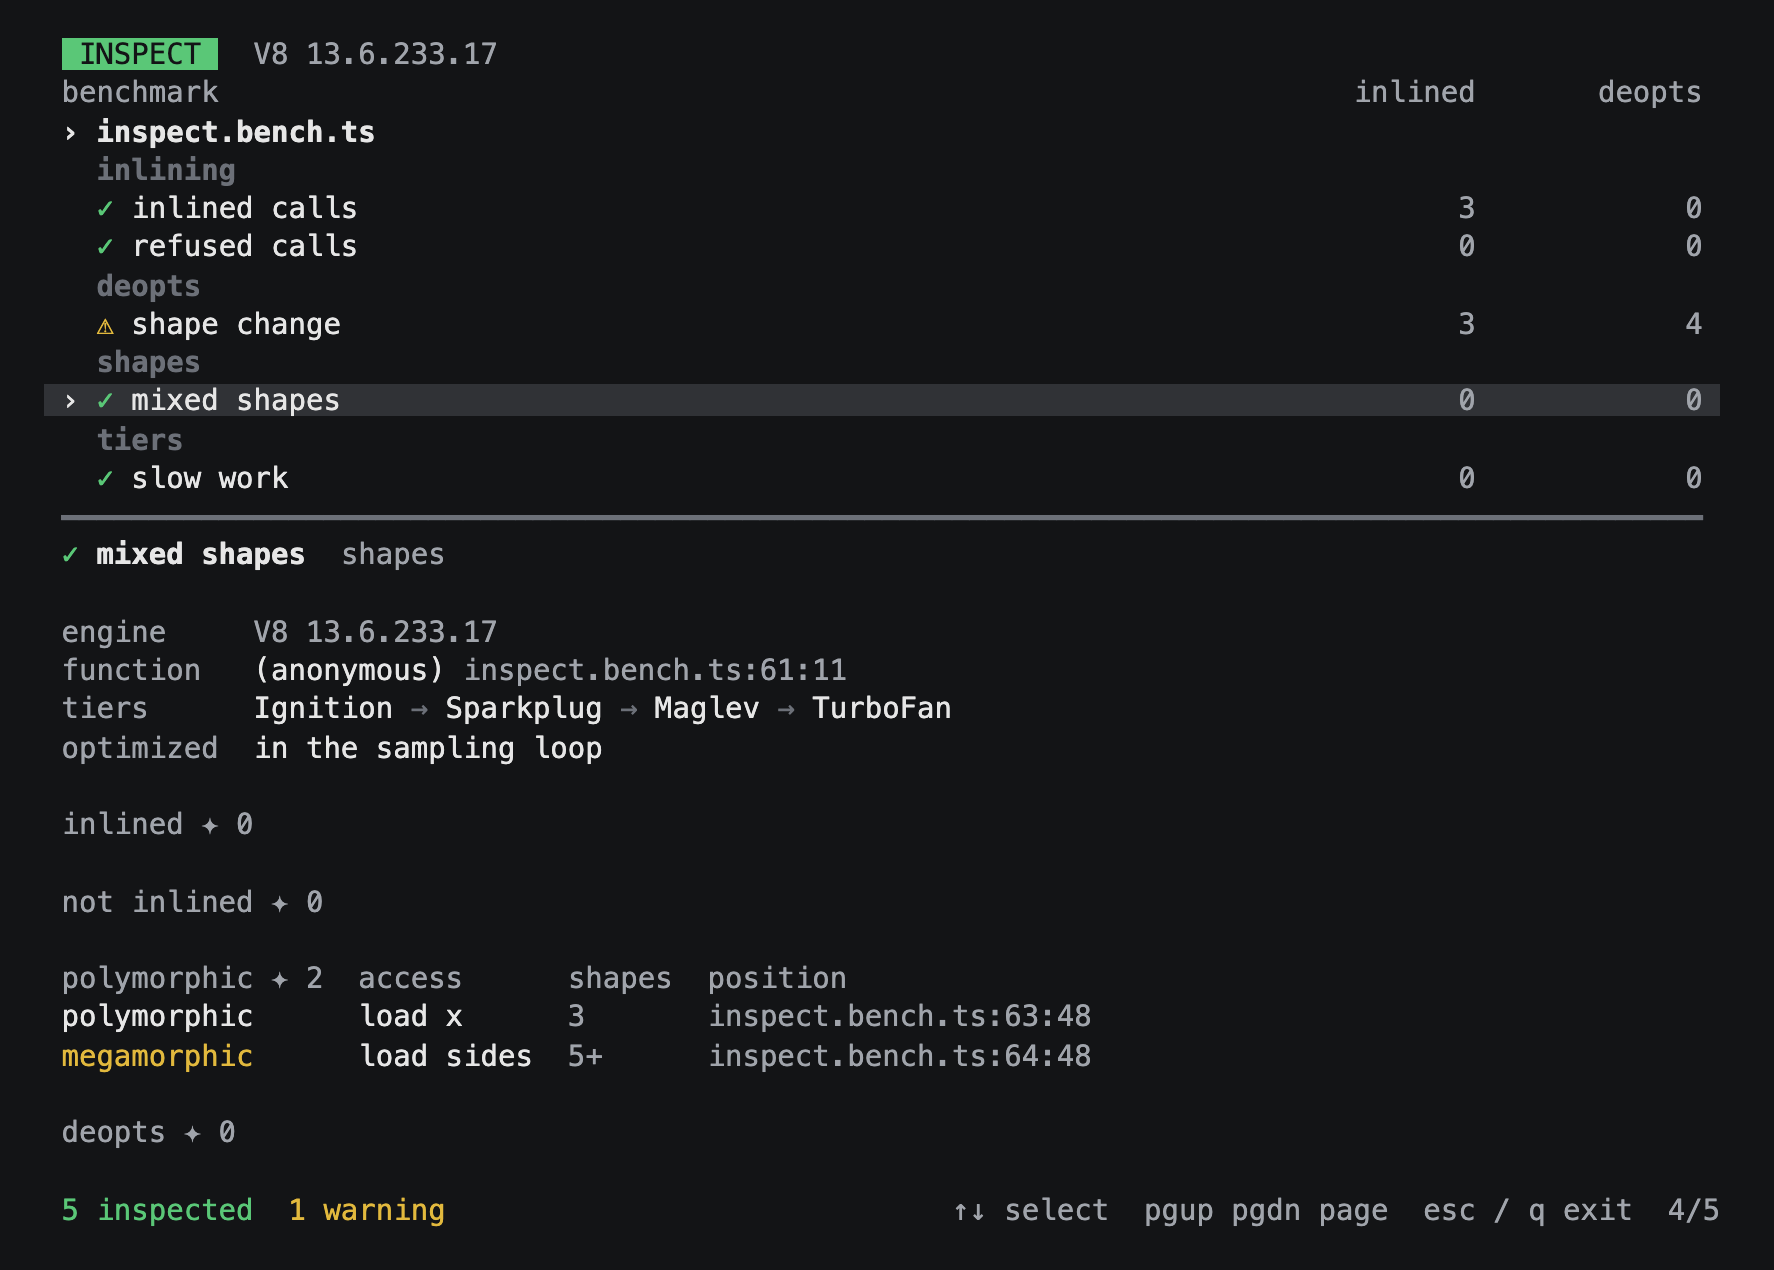 INSPECT V8 13.6.233.17
benchmark inlined deopts
› inspect.bench.ts
inlining
✓ inlined calls 3 0
✓ refused calls 0 0
deopts
⚠ shape change 3 4
shapes
› ✓ mixed shapes 0 0
tiers
✓ slow work 0 0
✓ mixed shapes shapes
engine V8 13.6.233.17
function (anonymous) inspect.bench.ts:61:11
tiers Ignition → Sparkplug → Maglev → TurboFan
optimized in the sampling loop
inlined ✦ 0
not inlined ✦ 0
polymorphic ✦ 2 access shapes position
polymorphic load x 3 inspect.bench.ts:63:48
megamorphic load sides 5+ inspect.bench.ts:64:48
deopts ✦ 0
5 inspected 1 warning ↑↓ select pgup pgdn page esc / q exit 4/5